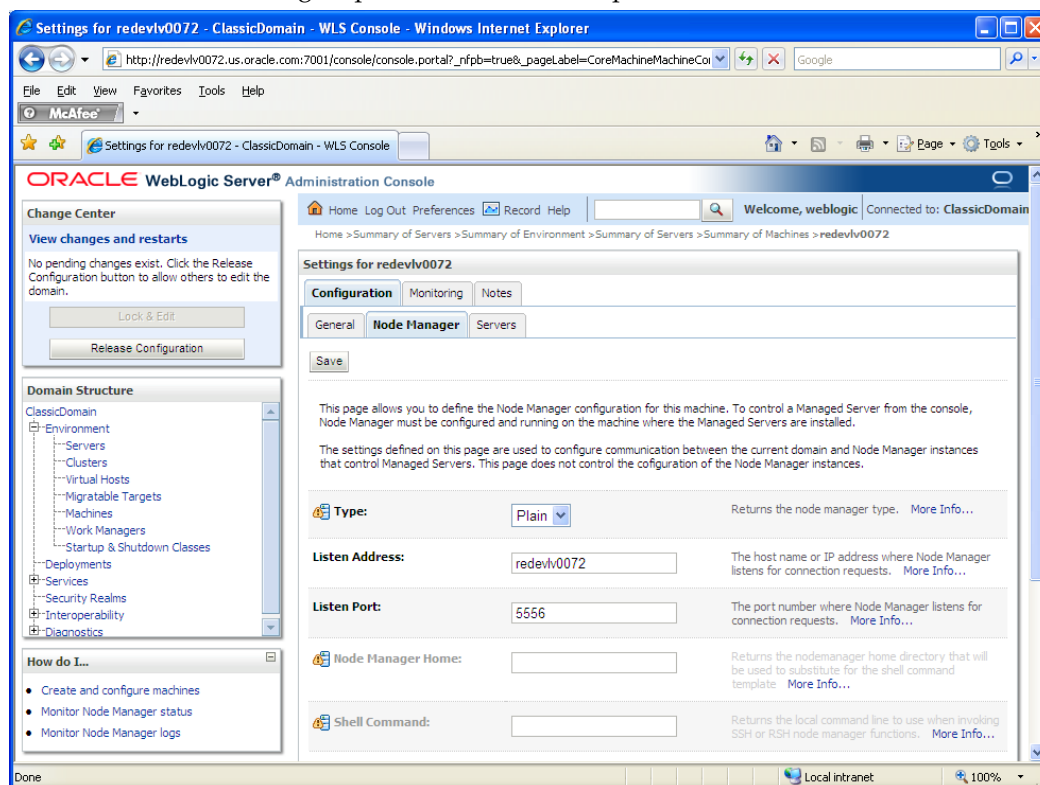 Settings for redevlv0072 - ClassicDomain - WLS Console - Windows Internet Explorer
http://redevlv0072.us.oracle.com:7001/console/console.portal?_nfpb=true&_pageLabel=CoreMachineMachineCo
Google
File Edit View Favorites Tools Help
McAfee
Settings for redevlv0072 - ClassicDomain - WLS Console
Page Tools
ORACLE WebLogic Server® Administration Console
Change Center
View changes and restarts
No pending changes exist. Click the Release
Configuration button to allow others to edit the
domain.
Lock & Edit
Release Configuration
Domain Structure
ClassicDomain
Environment
Servers
Clusters
Virtual Hosts
Migratable Targets
Machines
Work Managers
Startup & Shutdown Classes
Deployments
Services
Security Realms
Interoperability
Diagnostics
How do I...
Create and configure machines
Monitor Node Manager status
Monitor Node Manager logs
Home Log Out Preferences Record Help
Welcome, weblogic Connected to: ClassicDomain
Home >Summary of Servers >Summary of Environment >Summary of Servers >Summary of Machines >redevlv0072
Settings for redevlv0072
Configuration Monitoring Notes
General Node Manager Servers
Save
This page allows you to define the Node Manager configuration for this machine. To control a Managed Server from the console,
Node Manager must be configured and running on the machine where the Managed Servers are installed.
The settings defined on this page are used to configure communication between the current domain and Node Manager instances
that control Managed Servers. This page does not control the cofiguration of the Node Manager instances.
Type: Plain Returns the node manager type. More Info...
Listen Address: redevlv0072 The host name or IP address where Node Manager
listens for connection requests. More Info...
Listen Port: 5556 The port number where Node Manager listens for
connection requests. More Info...
Node Manager Home: Returns the nodemanager home directory that will
be used to substitute for the shell command
template More Info...
Shell Command: Returns the local command line to use when invoking
SSH or RSH node manager functions. More Info...
Done
Local intranet
100%